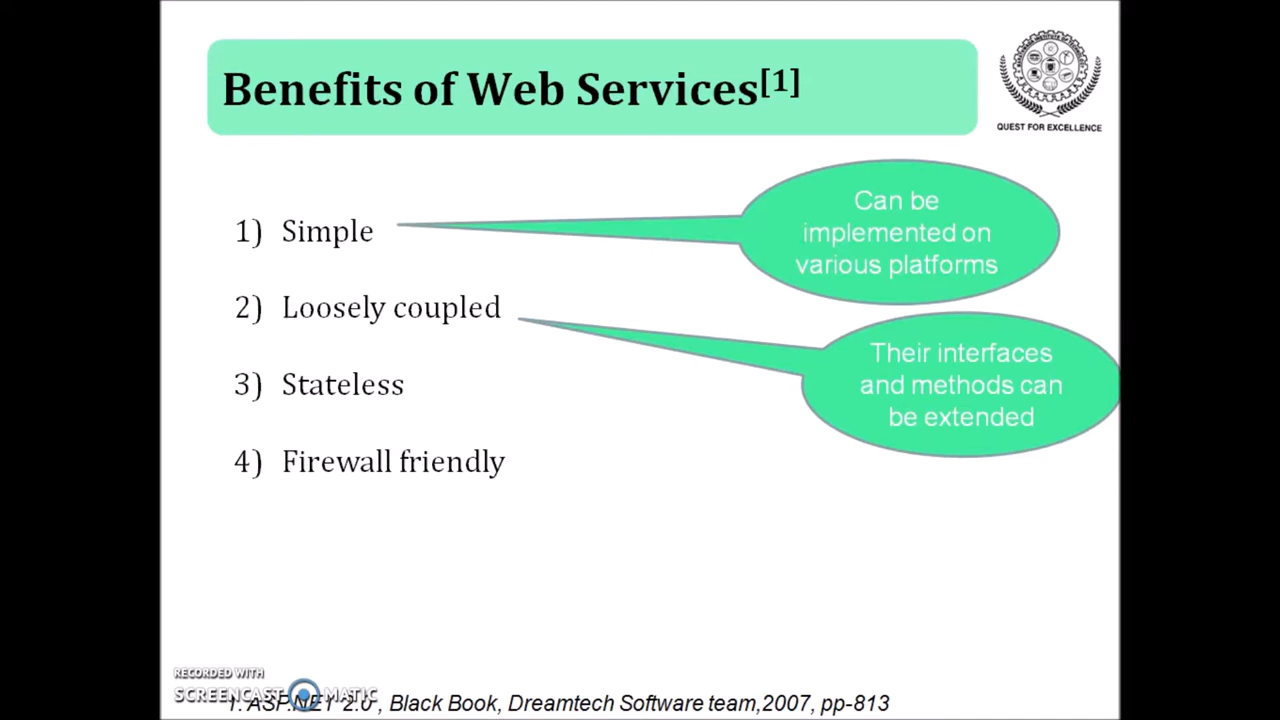 Benefits of Web Services[1]
QUEST FOR EXCELLENCE
1) Simple
Can be
implemented on
various platforms
2) Loosely coupled
Their interfaces
and methods can
be extended
3) Stateless
4) Firewall friendly
RECORDED WITH
SCREENCAST MATIC
1. ASP.NET 2.0 , Black Book, Dreamtech Software team,2007, pp-813